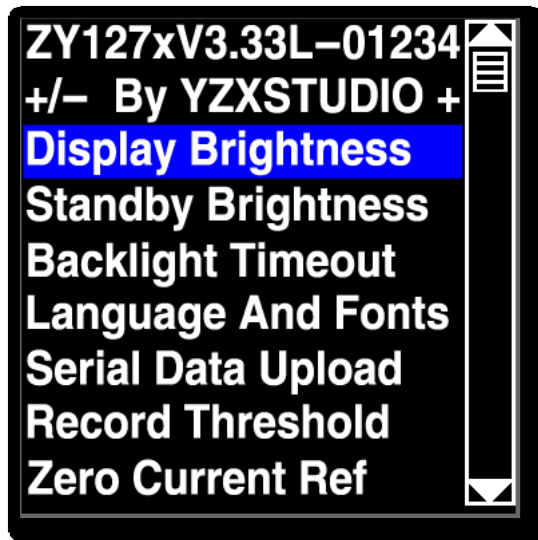 ZY127xV3.33L-01234
+/- By YZXSTUDIO +
Display Brightness
Standby Brightness
Backlight Timeout
Language And Fonts
Serial Data Upload
Record Threshold
Zero Current Ref